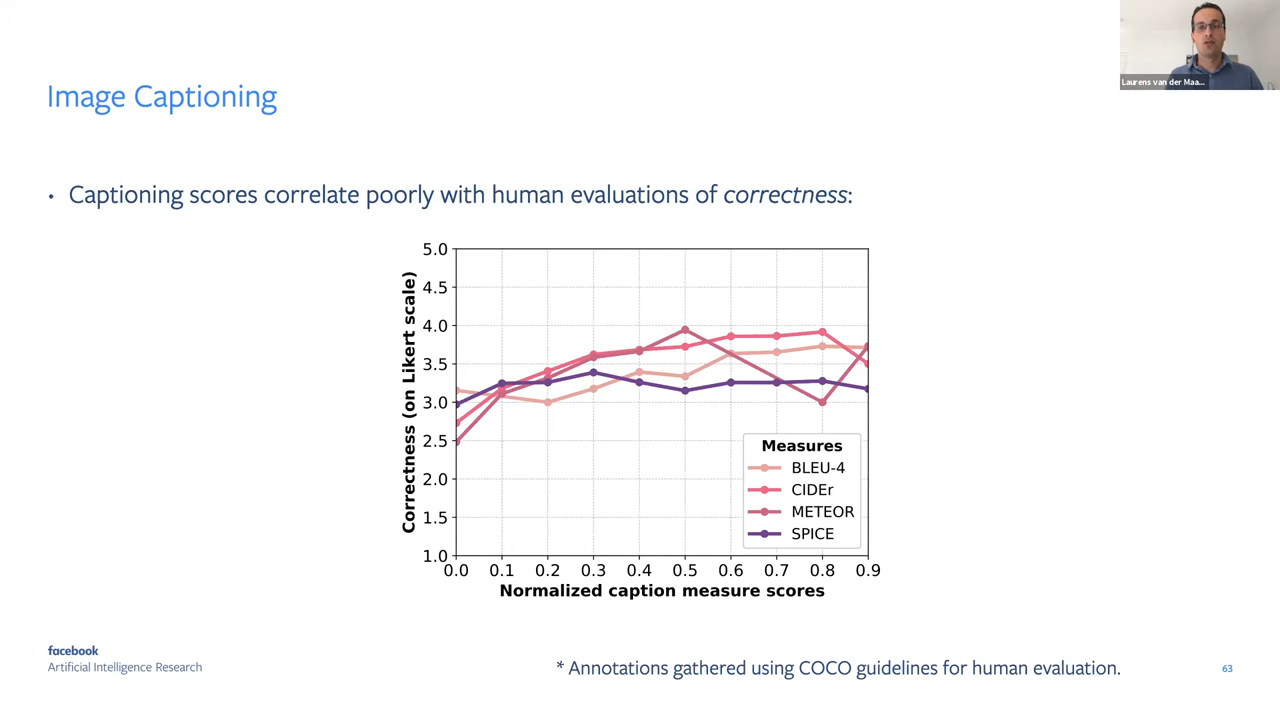 Laurens van der Maa...
Image Captioning
• Captioning scores correlate poorly with human evaluations of correctness:
Correctness (on Likert scale)
5.0
4.5
4.0
3.5
3.0
2.5
2.0
1.5
1.0
Measures
BLEU-4
CIDEr
METEOR
SPICE
0.0 0.1 0.2 0.3 0.4 0.5 0.6 0.7 0.8 0.9
Normalized caption measure scores
facebook
Artificial Intelligence Research
* Annotations gathered using COCO guidelines for human evaluation.
63